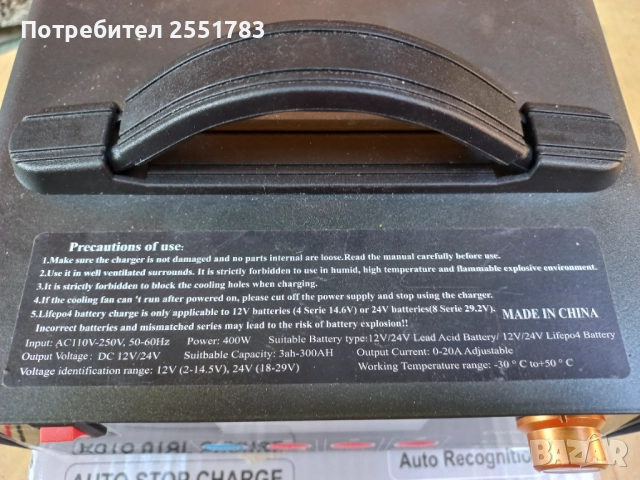 Потребител 2551783
Precautions of use:
1.Make sure the charger is not damaged and no parts internal are loose.Read the manual carefully before use.
2.Use it in well ventilated surrounds. It is strictly forbidden to use in humid, high temperature and flammable explosive environment.
3.It is strictly forbidden to block the cooling holes when charging.
4.If the cooling fan can't run after powered on, please cut off the power supply and stop using the charger.
5.Lifepo4 battery charge is only applicable to 12V batteries (4 Serie 14.6V) or 24V batteries(8 Serie 29.2V).
MADE IN CHINA
Incorrect batteries and mismatched series may lead to the risk of battery explosion!!
Input: AC110V-250V, 50-60Hz Power: 400W Suitable Battery type:12V/24V Lead Acid Battery/ 12V/24V Lifepo4 Battery
Output Voltage: DC 12V/24V Suitbable Capacity: 3ah-300AH Output Current: 0-20A Adjustable
Voltage identification range: 12V (2-14.5V), 24V (18-29V) Working Temperature range: -30 ° C to+50 ° C
AUTO STOP CHARGE
Auto Recognition
BAZAR